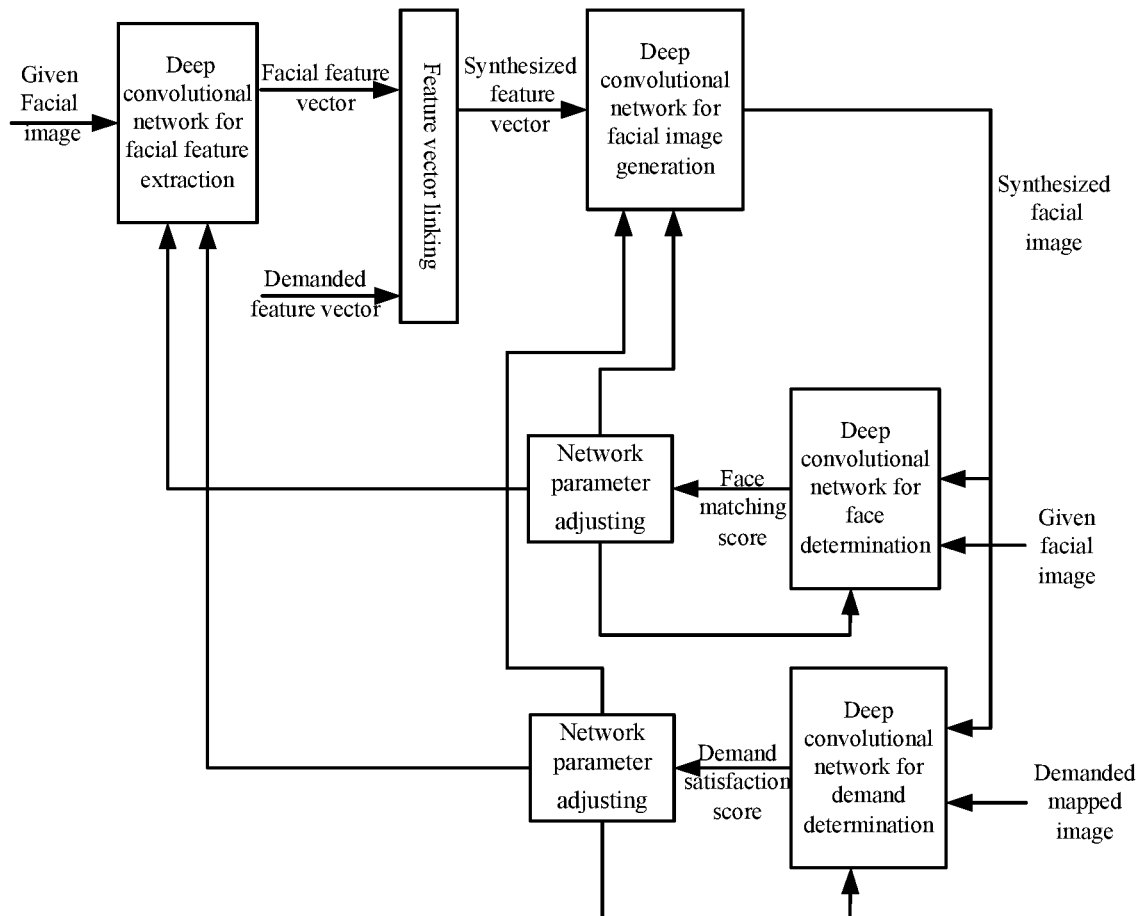 Given
Facial
image
Deep
convolutional
network for
facial feature
extraction
Facial feature
vector
Demanded
feature vector
Feature vector linking
Synthesized
feature
vector
Deep
convolutional
network for
facial image
generation
Synthesized
facial
image
Network
parameter
adjusting
Face
matching
score
Deep
convolutional
network for
face
determination
Given
facial
image
Network
parameter
adjusting
Demand
satisfaction
score
Deep
convolutional
network for
demand
determination
Demanded
mapped
image